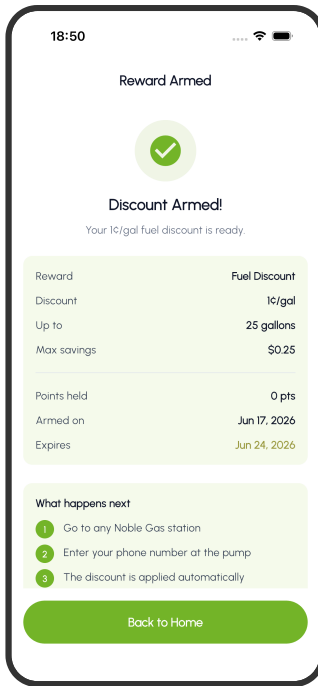 18:50
Reward Armed
Discount Armed!
Your 1¢/gal fuel discount is ready.
Reward Fuel Discount
Discount 1¢/gal
Up to 25 gallons
Max savings $0.25
Points held 0 pts
Armed on Jun 17, 2026
Expires Jun 24, 2026
What happens next
1 Go to any Noble Gas station
2 Enter your phone number at the pump
3 The discount is applied automatically
Back to Home